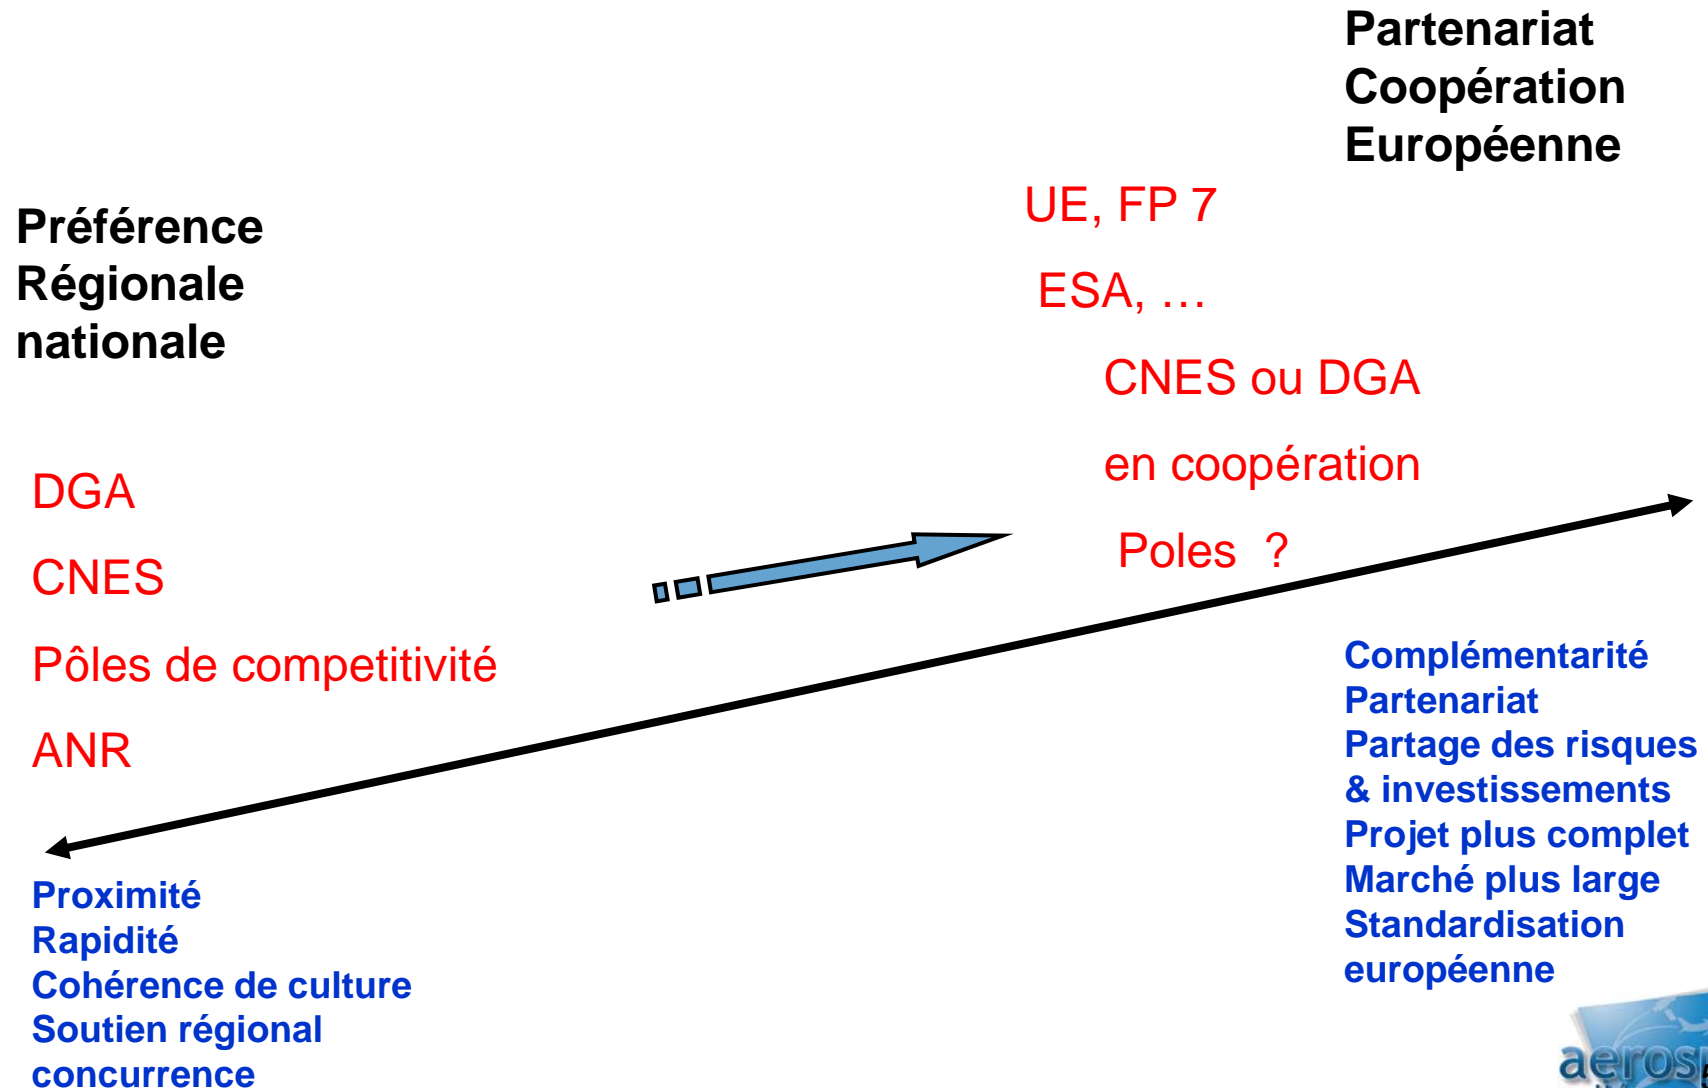 Partenariat
Coopération
Européenne
Préférence
Régionale
nationale
UE, FP 7
ESA, …
CNES ou DGA
en coopération
Poles ?
DGA
CNES
Pôles de competitivité
ANR
Proximité
Rapidité
Cohérence de culture
Soutien régional
concurrence
Complémentarité
Partenariat
Partage des risques
& investissements
Projet plus complet
Marché plus large
Standardisation
européenne